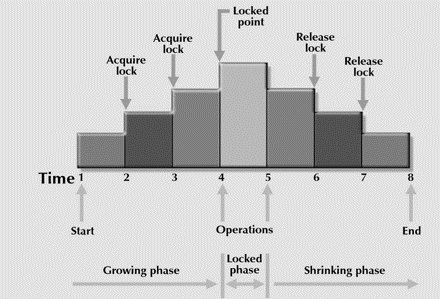 Locked
point
Acquire
lock
Release
lock
Acquire
lock
Release
lock
Time 1 2 3 4 5 6 7 8
Start Operations End
Locked
phase
Growing phase Shrinking phase